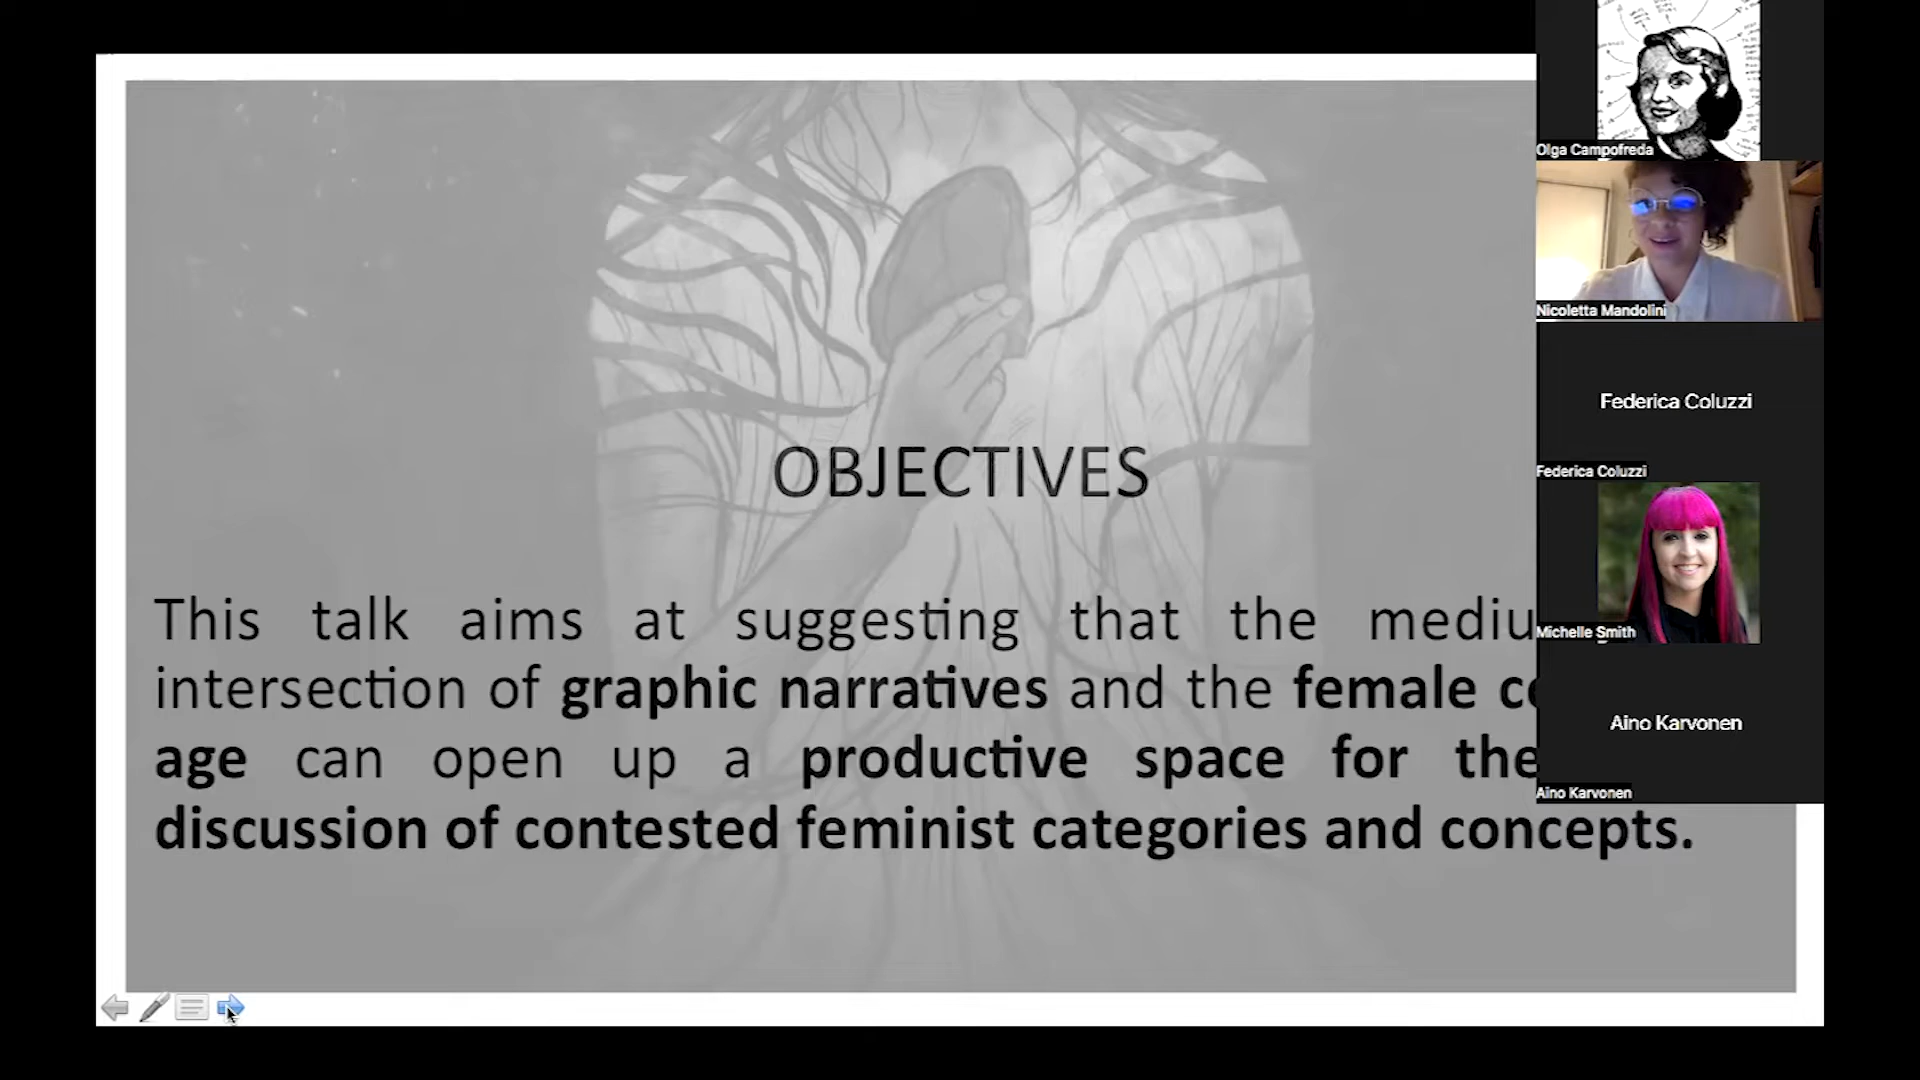 OBJECTIVES
This talk aims at suggesting that the
intersection of graphic narratives and the female
age can open up a productive space for the
discussion of contested feminist categories and concepts.
Olga Campofreda
Nicoletta Mandolini
Federica Coluzzi
Federica Coluzzi
Michelle Smith
Aino Karvonen
Aino Karvonen